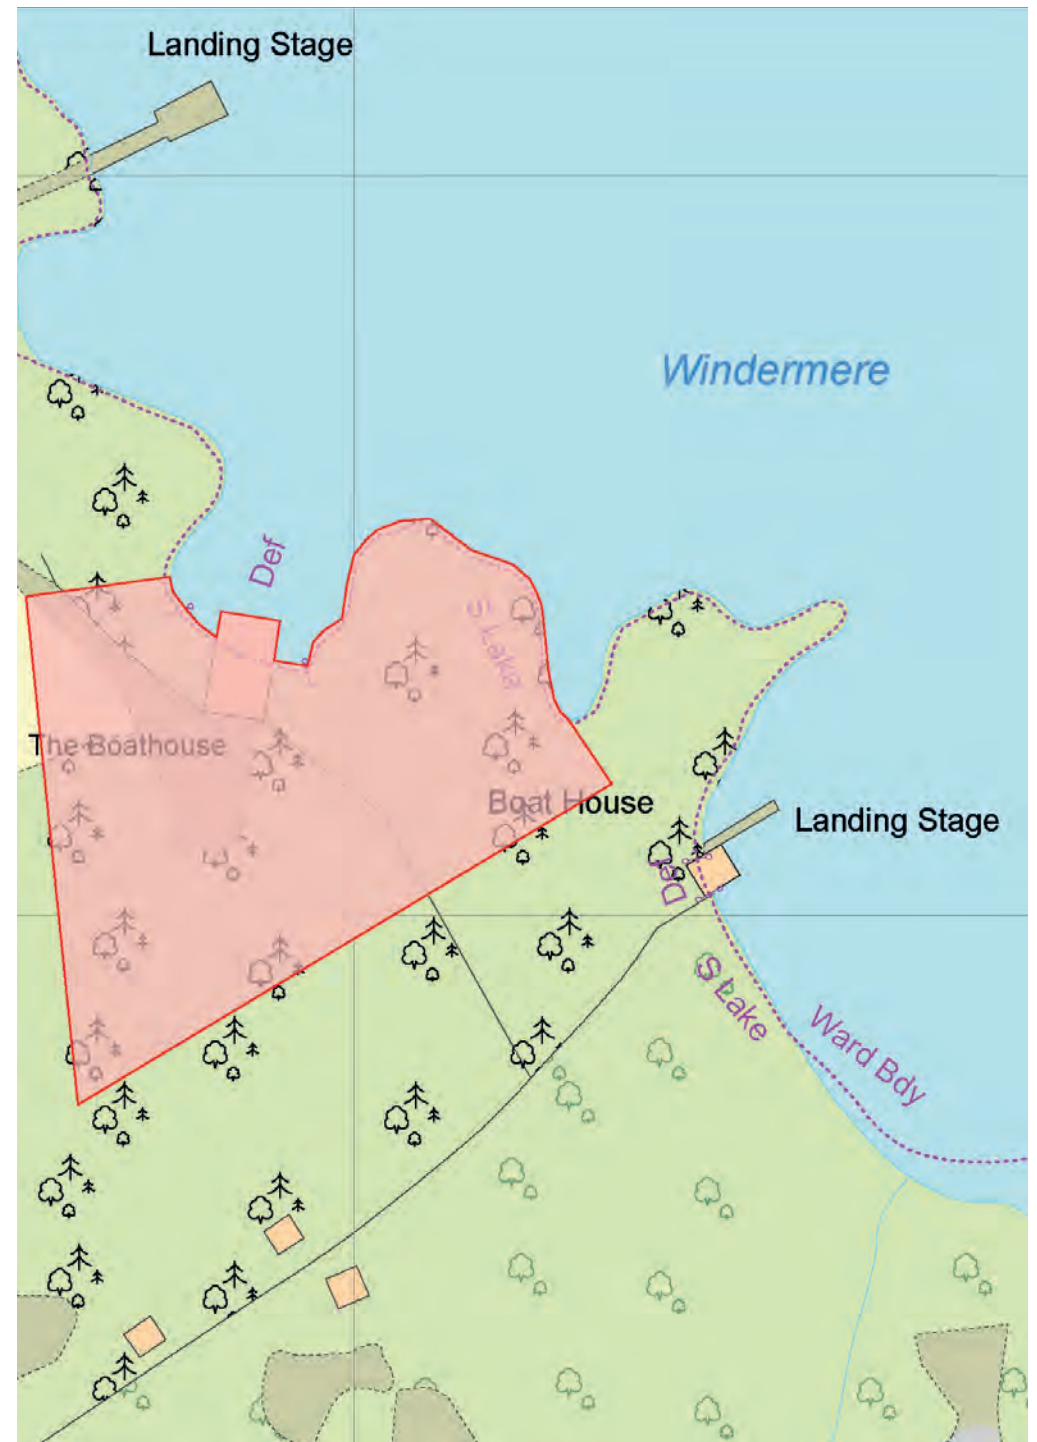 Landing Stage
Windermere
Def
S Lake
The Boathouse
Boat House
Landing Stage
Def
S Lake
Ward Bdy